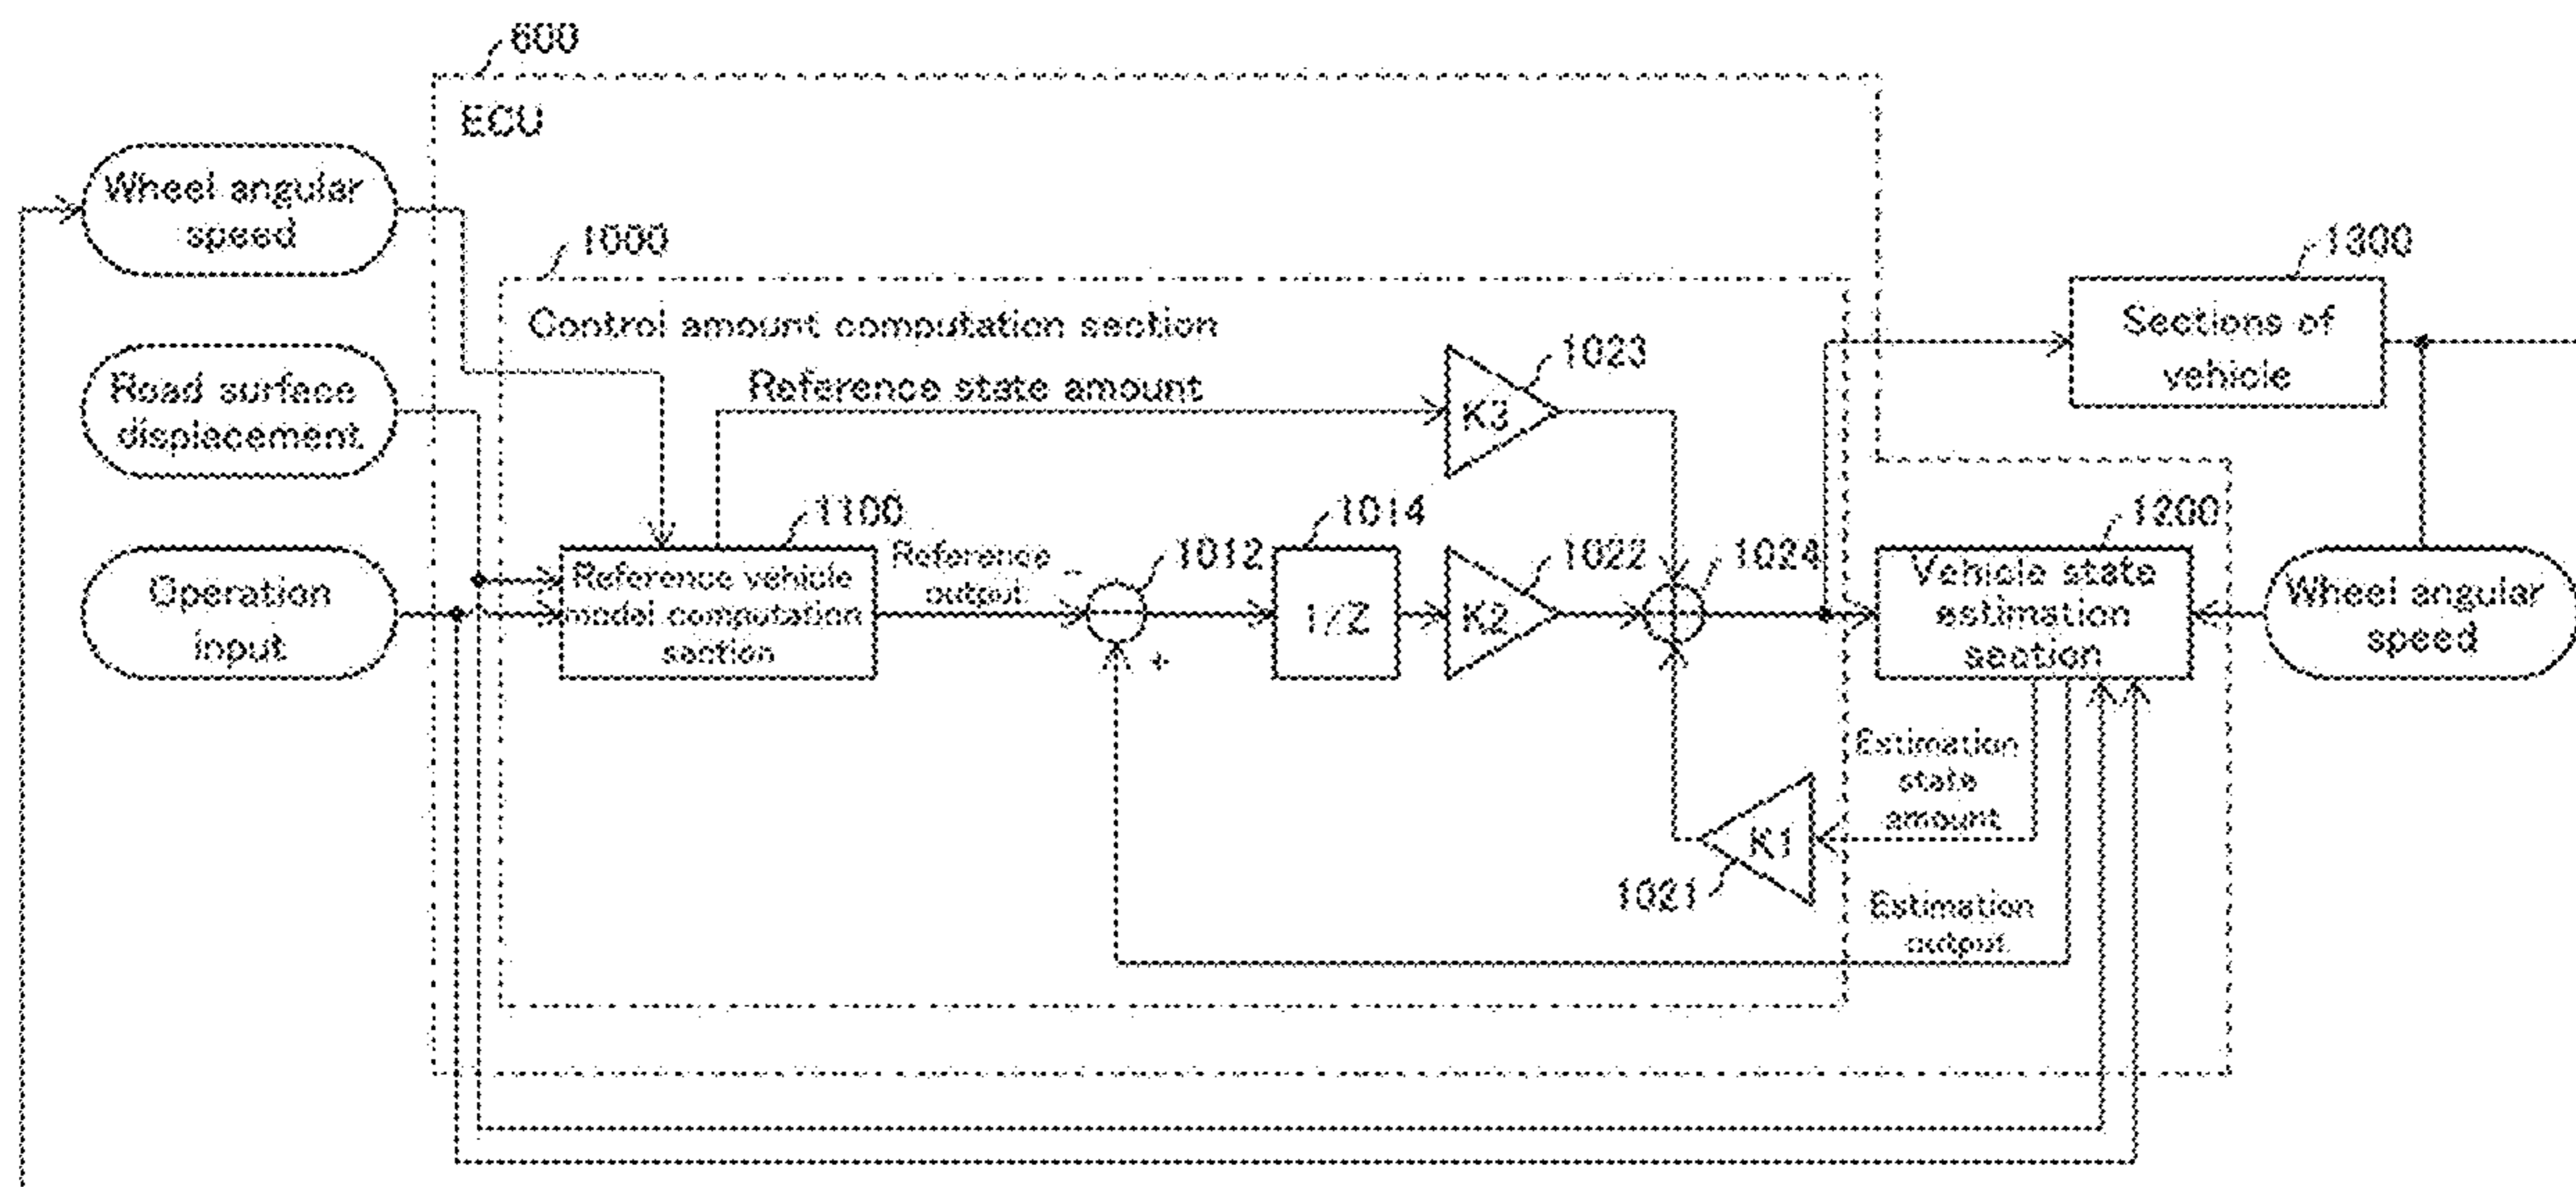 600
ECU
Wheel angular
speed
1000
1300
Control amount computation section
Sections of
vehicle
1023
Reference state amount
K3
Road surface
displacement
1100
1014
1200
Operation
input
Reference vehicle
model computation
section
Reference
output
-
1012
+
1/Z
1022
K2
1024
Vehicle state
estimation
section
Wheel angular
speed
Estimation
state
amount
K1
1021
Estimation
output